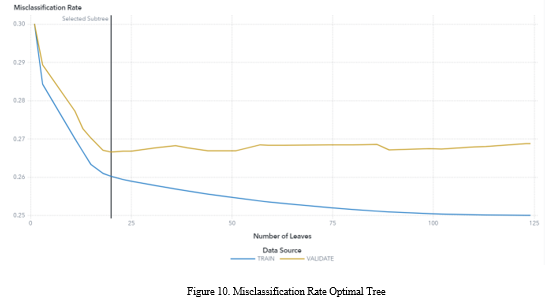 Misclassification Rate
Selected Subtree
0.30
0.29
0.28
0.27
0.26
0.25
0 25 50 75 100 125
Number of Leaves
Data Source
TRAIN VALIDATE
Figure 10. Misclassification Rate Optimal Tree